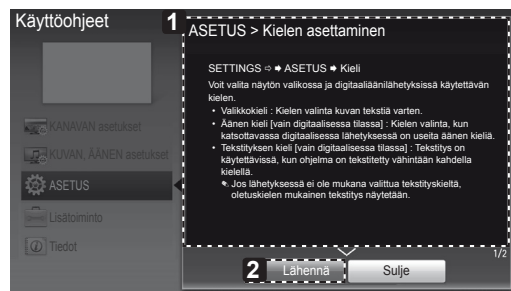 Käyttöohjeet
1
ASETUS > Kielen asettaminen
SETTINGS ⇨ ➡ ASETUS ➡ Kieli
Voit valita näytön valikossa ja digitaaliäänilähetyksissä käytettävän
kielen.
• Valikkokieli : Kielen valinta kuvan tekstiä varten.
• Äänen kieli [vain digitaalisessa tilassa] : Kielen valinta, kun
katsottavassa digitaalisessa lähetyksessä on useita äänen kieliä.
• Tekstityksen kieli [vain digitaalisessa tilassa] : Tekstitys on
käytettävissä, kun ohjelma on tekstitetty vähintään kahdella
kielellä.
Jos lähetyksessä ei ole mukana valittua tekstityskieltä,
oletuskielen mukainen tekstitys näytetään.
KANAVAN asetukset
KUVAN, ÄÄNEN asetukset
ASETUS
Lisätoiminto
Tiedot
1/2
2
Lähennä
Sulje